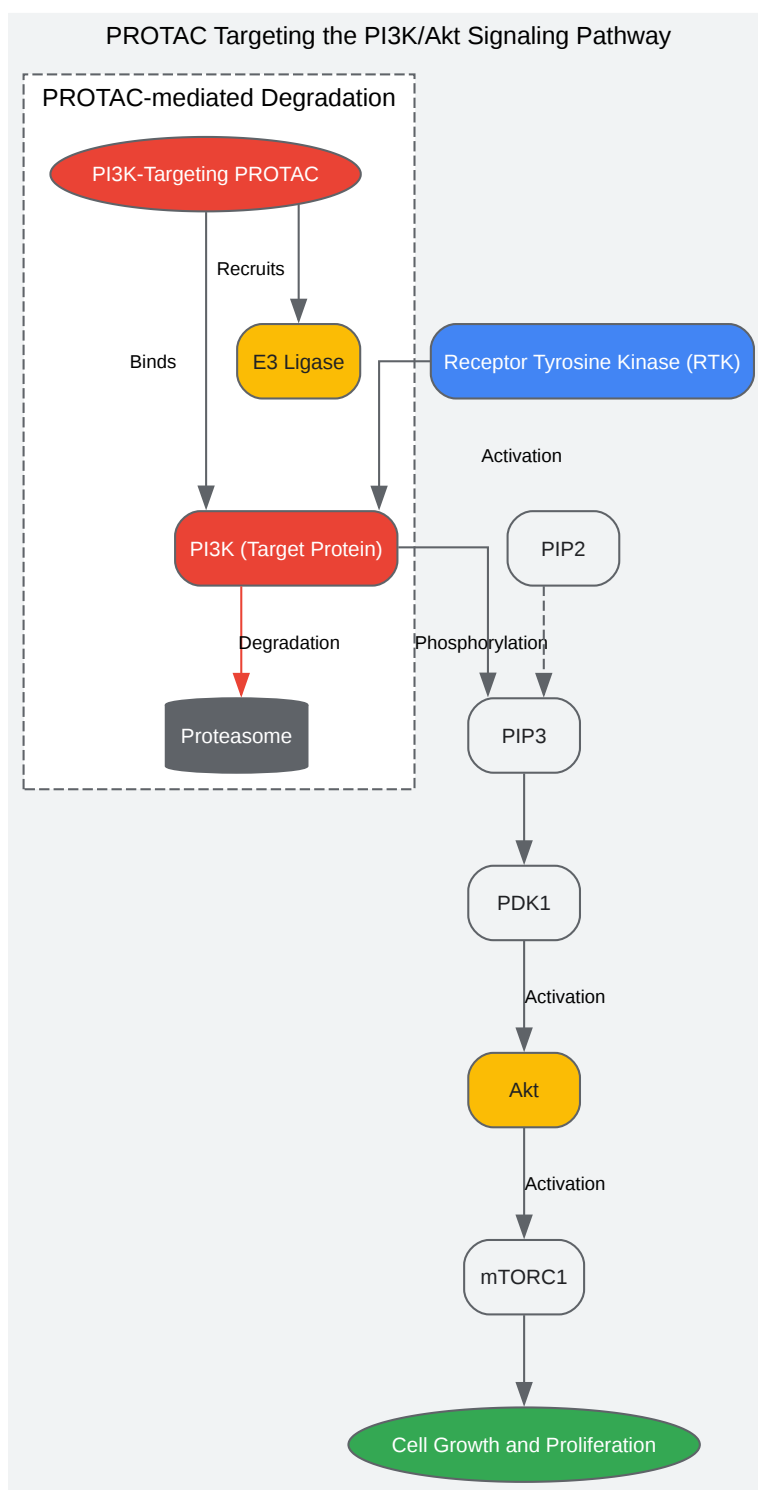 PROTAC Targeting the PI3K/Akt Signaling Pathway
PROTAC-mediated Degradation
PI3K-Targeting PROTAC
Recruits
Binds
E3 Ligase
Receptor Tyrosine Kinase (RTK)
Activation
PI3K (Target Protein)
PIP2
Degradation
Phosphorylation
Proteasome
PIP3
PDK1
Activation
Akt
Activation
mTORC1
Cell Growth and Proliferation